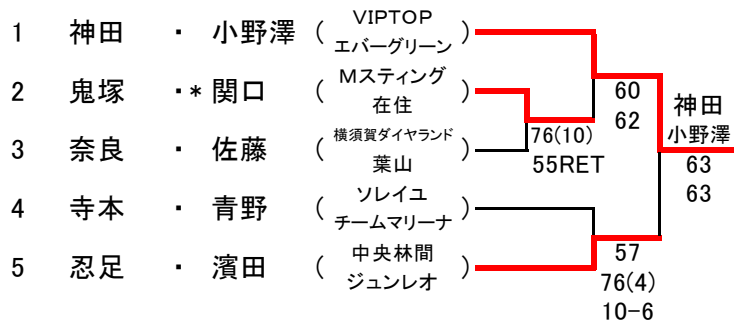 1 神田 ・ 小野澤 ( VIPTOP エバーグリーン )
2 鬼塚 ・* 関口 ( Mスティング 在住 )
3 奈良 ・ 佐藤 ( 横須賀ダイヤランド 葉山 )
4 寺本 ・ 青野 ( ソレイユ チームマリーナ )
5 忍足 ・ 濱田 ( 中央林間 ジュンレオ )
76(10)
55RET
60
62
57
76(4)
10-6
神田
小野澤
63
63